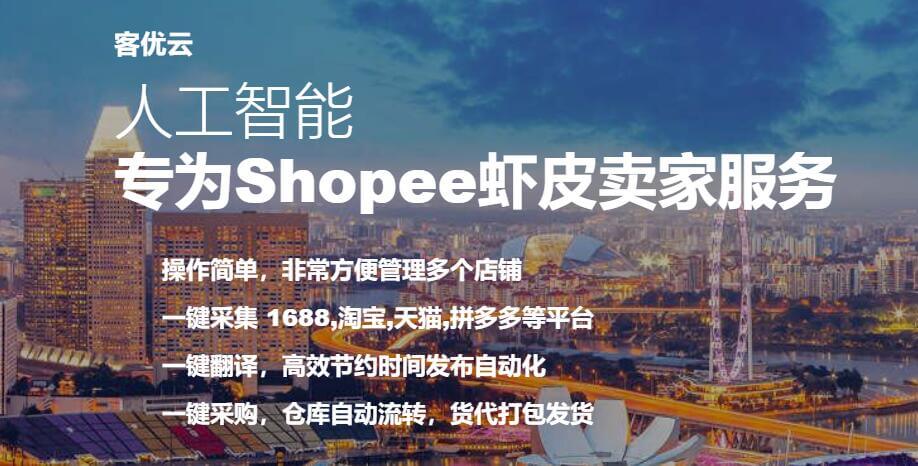 客优云
人工智能
专为Shopee虾皮卖家服务
操作简单，非常方便管理多个店铺
一键采集 1688,淘宝,天猫,拼多多等平台
一键翻译，高效节约时间发布自动化
一键采购，仓库自动流转，货代打包发货